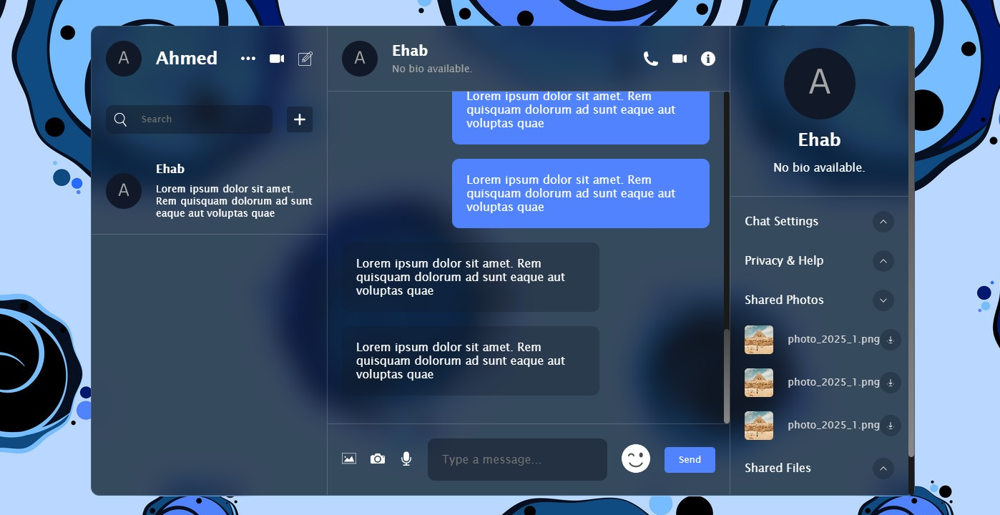 A
Ahmed
Search
A
Ehab
Lorem ipsum dolor sit amet.
Rem quisquam dolorum ad sunt
eaque aut voluptas quae
A
Ehab
No bio available.
Lorem ipsum dolor sit amet. Rem
quisquam dolorum ad sunt eaque aut
voluptas quae
Lorem ipsum dolor sit amet. Rem
quisquam dolorum ad sunt eaque aut
voluptas quae
Lorem ipsum dolor sit amet. Rem
quisquam dolorum ad sunt eaque aut
voluptas quae
Lorem ipsum dolor sit amet. Rem
quisquam dolorum ad sunt eaque aut
voluptas quae
Type a message...
Send
A
Ehab
No bio available.
Chat Settings
Privacy & Help
Shared Photos
photo_2025_1.png
photo_2025_1.png
photo_2025_1.png
Shared Files